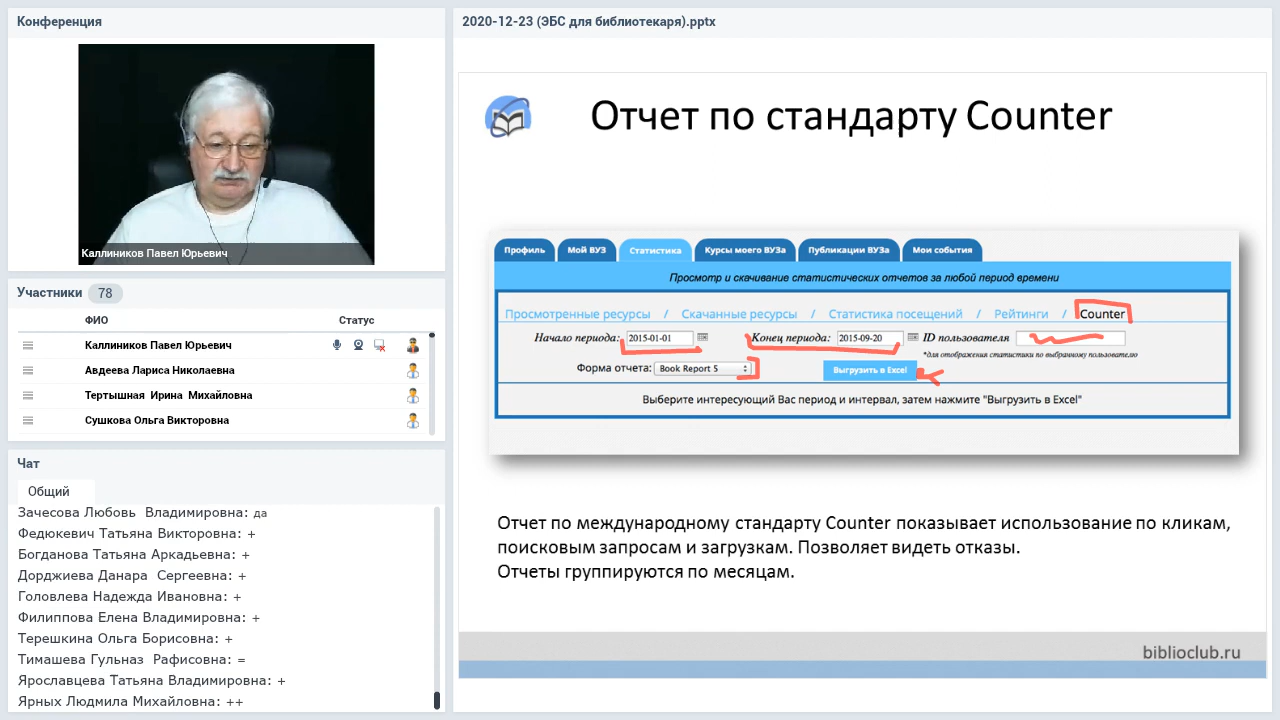 Конференция
Каллиников Павел Юрьевич
Участники 78
ФИО Статус
Каллиников Павел Юрьевич
Авдеева Лариса Николаевна
Тертышная Ирина Михайловна
Сушкова Ольга Викторовна
Чат
Общий
Зачесова Любовь Владимировна: да
Федюкевич Татьяна Викторовна: +
Богданова Татьяна Аркадьевна: +
Дорджиева Данара Сергеевна: +
Головлева Надежда Ивановна: +
Филиппова Елена Владимировна: +
Терешкина Ольга Борисовна: +
Тимашева Гульназ Рафисовна: =
Ярославцева Татьяна Владимировна: +
Ярных Людмила Михайловна: ++
2020-12-23 (ЭБС для библиотекаря).pptx
Отчет по стандарту Counter
Профиль Мой ВУЗ Статистика Курсы моего ВУЗа Публикации ВУЗа Мои события
Просмотр и скачивание статистических отчетов за любой период времени
Просмотренные ресурсы / Скачанные ресурсы / Статистика посещений / Рейтинги / Counter
Начало периода: 2015-01-01 Конец периода: 2015-09-20 ID пользователя
*для отображения статистики по выбранному пользователю
Форма отчета: Book Report 5 Выгрузить в Excel
Выберите интересующий Вас период и интервал, затем нажмите "Выгрузить в Excel"
Отчет по международному стандарту Counter показывает использование по кликам,
поисковым запросам и загрузкам. Позволяет видеть отказы.
Отчеты группируются по месяцам.
biblioclub.ru